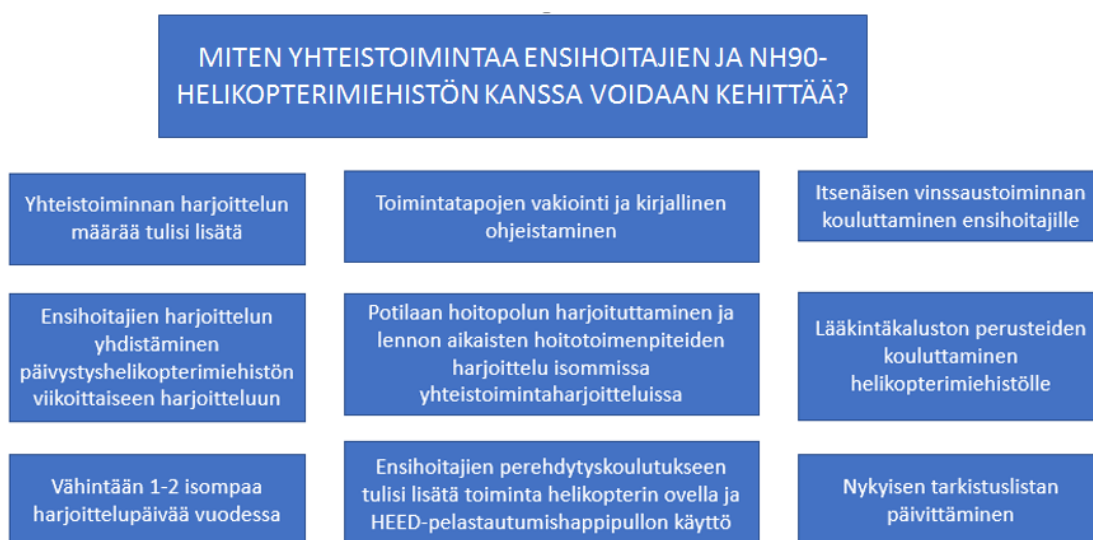 MITEN YHTEISTOIMINTAA ENSIHOITAJIEN JA NH90-
HELIKOPTERIMIEHISTÖN KANSSA VOIDAAN KEHITTÄÄ?
Yhteistoiminnan harjoittelun
määrää tulisi lisätä
Toimintatapojen vakiointi ja kirjallinen
ohjeistaminen
Itsenäisen vinssaustoiminnan
kouluttaminen ensihoitajille
Ensihoitajien harjoittelun
yhdistäminen
päivystyshelikopterimiehistön
viikoittaiseen harjoitteluun
Potilaan hoitopolun harjoituttaminen ja
lennon aikaisten hoitotoimenpiteiden
harjoittelu isommissa
yhteistoimintaharjoitteluissa
Lääkintäkaluston perusteiden
kouluttaminen
helikopterimiehistölle
Vähintään 1-2 isompaa
harjoittelupäivää vuodessa
Ensihoitajien perehdytyskoulutukseen
tulisi lisätä toiminta helikopterin ovella ja
HEED-pelastautumishappipullon käyttö
Nykyisen tarkistuslistan
päivittäminen